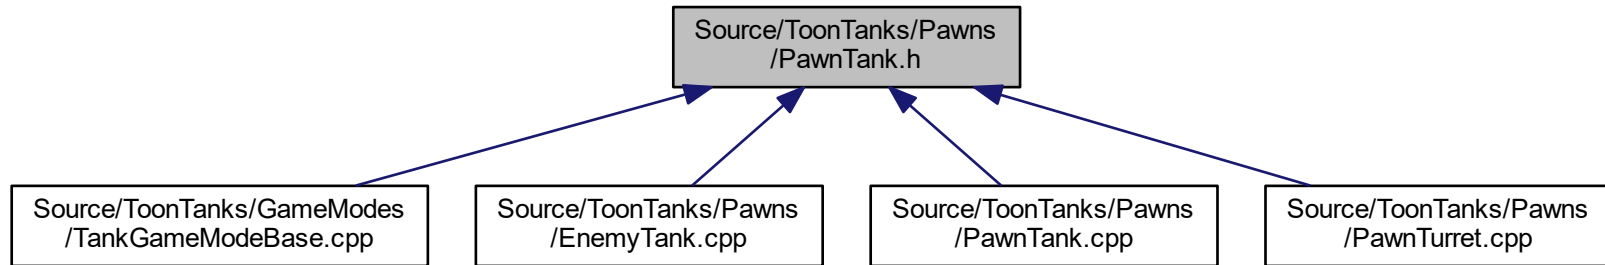 Source/ToonTanks/Pawns
/PawnTank.h
Source/ToonTanks/GameModes
/TankGameModeBase.cpp
Source/ToonTanks/Pawns
/EnemyTank.cpp
Source/ToonTanks/Pawns
/PawnTank.cpp
Source/ToonTanks/Pawns
/PawnTurret.cpp